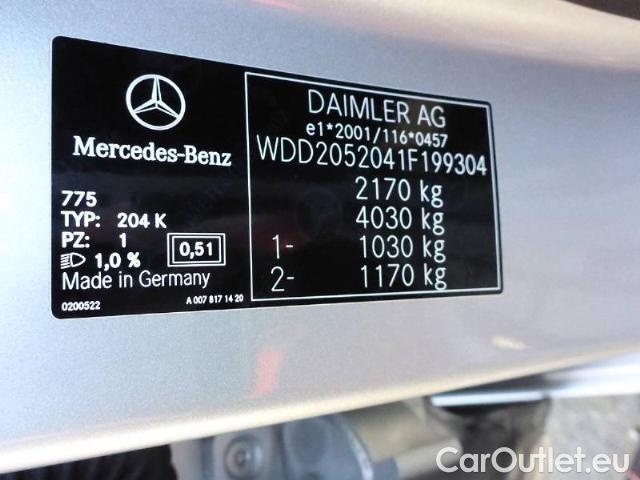 Mercedes-Benz
775
TYP: 204 K
PZ: 1
0,51
1,0 %
Made in Germany
0200522
A 007 817 14 20
DAIMLER AG
e1*2001/116*0457
WDD2052041F199304
2170 kg
4030 kg
1- 1030 kg
2- 1170 kg
CarOutlet.eu